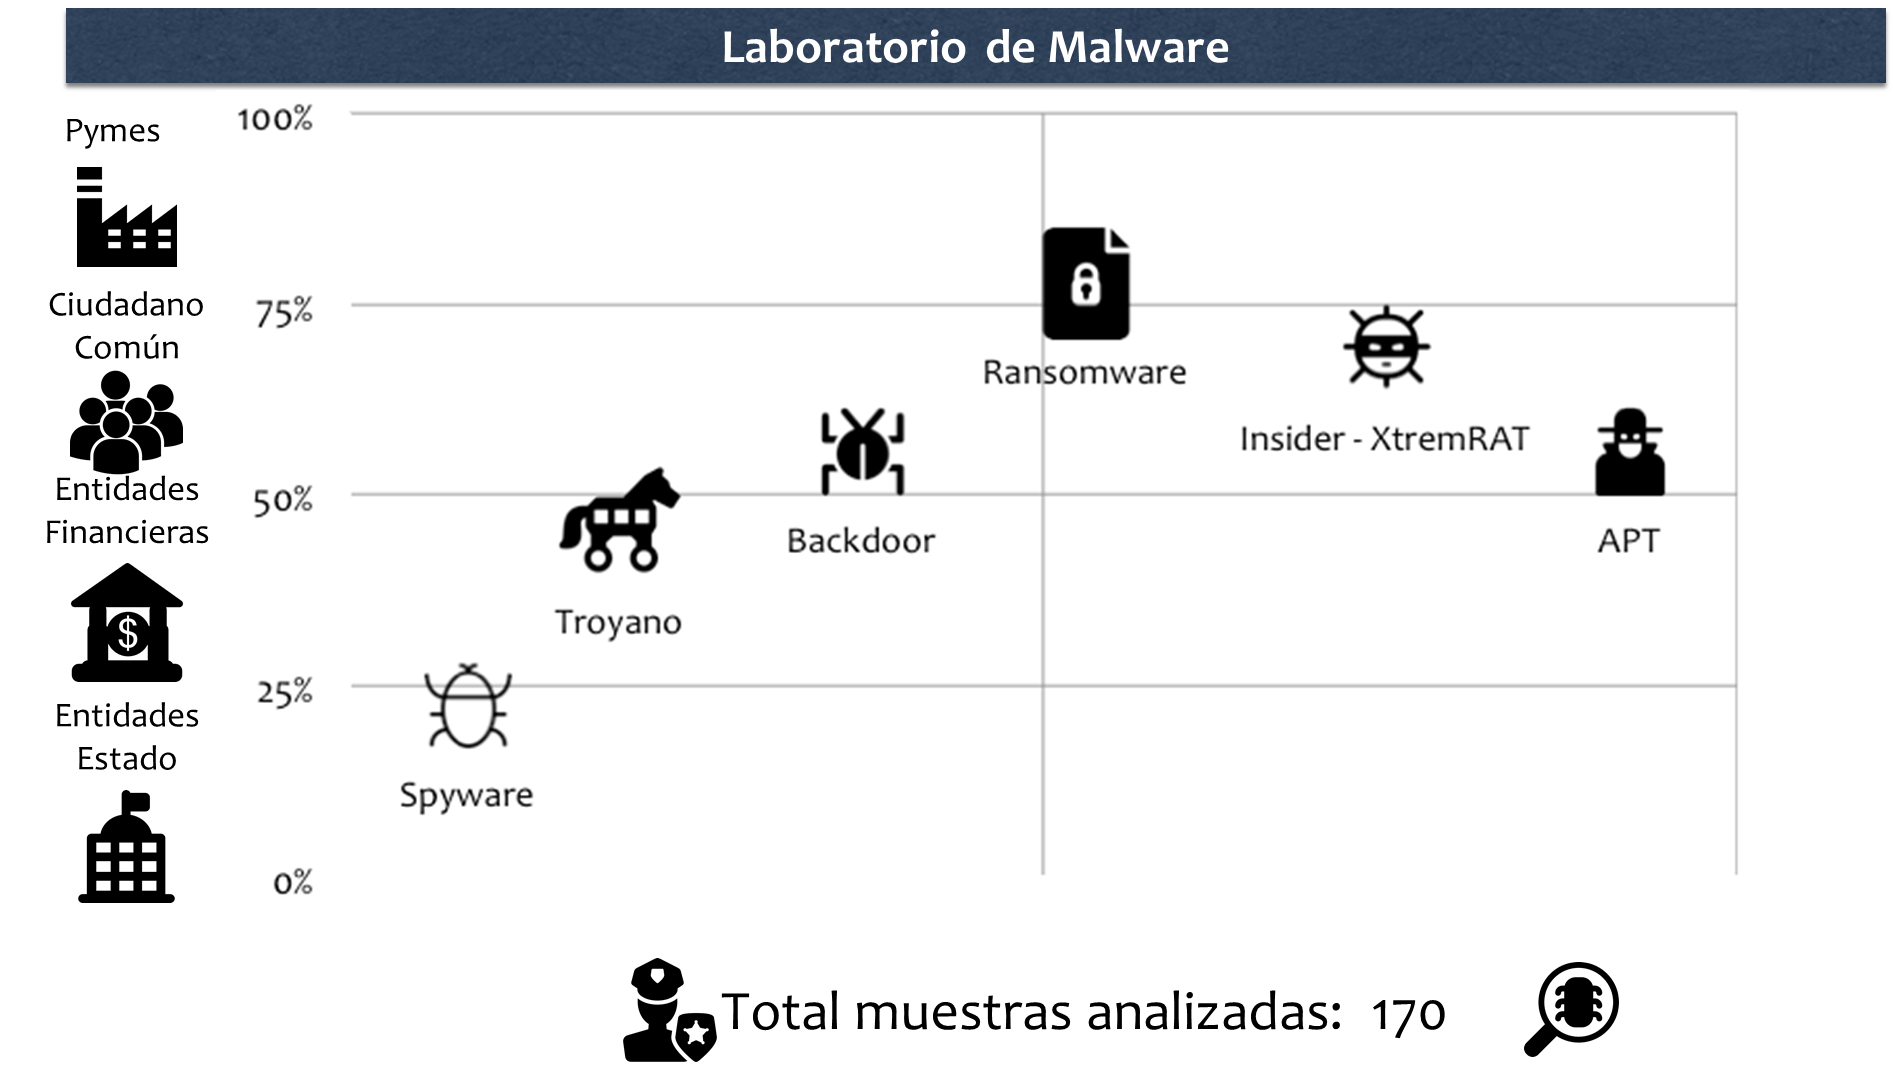 Laboratorio de Malware
Pymes
Ciudadano
Común
Entidades
Financieras
$
Entidades
Estado
100%
75%
50%
25%
0%
Ransomware
Insider - XtremRAT
Backdoor
APT
Troyano
Spyware
Total muestras analizadas: 170